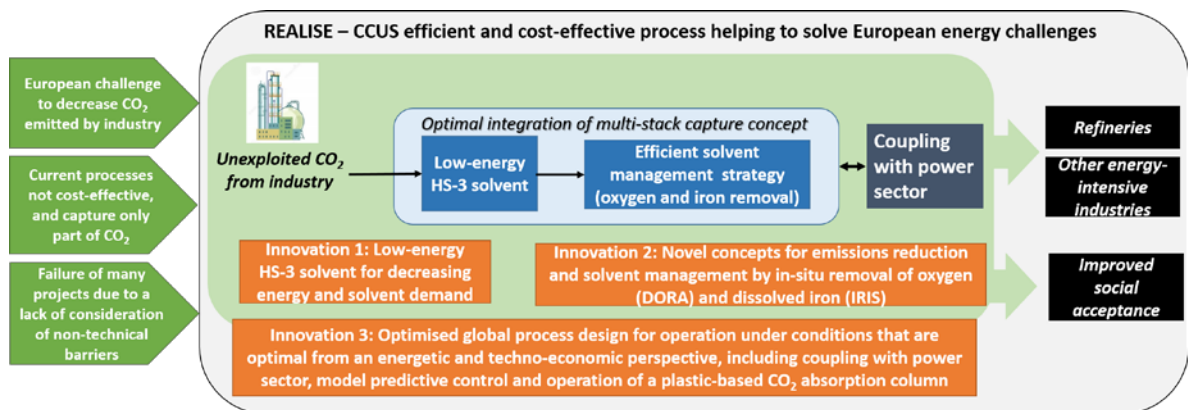 REALISE – CCUS efficient and cost-effective process helping to solve European energy challenges
European challenge
to decrease CO₂
emitted by industry
Current processes
not cost-effective,
and capture only
part of CO₂
Failure of many
projects due to a
lack of consideration
of non-technical
barriers
Unexploited CO₂
from industry
Optimal integration of multi-stack capture concept
Low-energy
HS-3 solvent
Efficient solvent
management strategy
(oxygen and iron removal)
Coupling
with power
sector
Innovation 1: Low-energy
HS-3 solvent for decreasing
energy and solvent demand
Innovation 2: Novel concepts for emissions reduction
and solvent management by in-situ removal of oxygen
(DORA) and dissolved iron (IRIS)
Innovation 3: Optimised global process design for operation under conditions that are
optimal from an energetic and techno-economic perspective, including coupling with power
sector, model predictive control and operation of a plastic-based CO₂ absorption column
Refineries
Other energy-
intensive
industries
Improved
social
acceptance